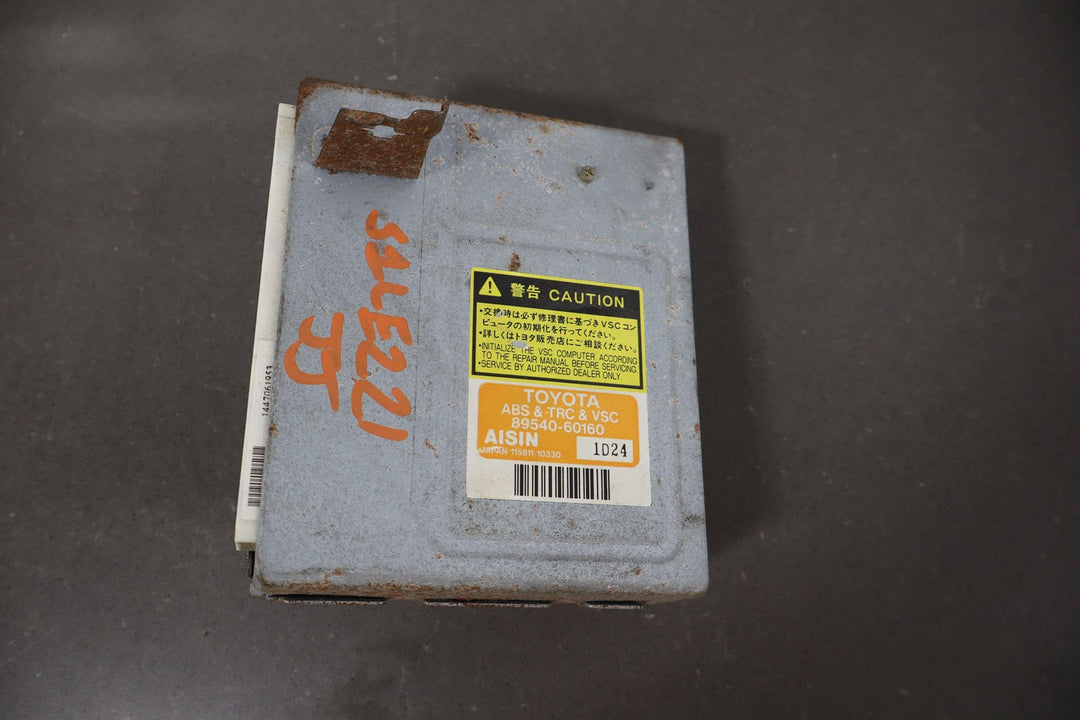 警告 CAUTION
・交換時は必ず修理書に基づきVSCコン
ピュータの初期化を行ってください。
・詳しくはトヨタ販売店にご相談ください。
・INITIALIZE THE VSC COMPUTER ACCORDING
TO THE REPAIR MANUAL BEFORE SERVICING.
・SERVICE BY AUTHORIZED DEALER ONLY.
TOYOTA
ABS & TRC & VSC
89540-60160
AISIN
1D24
JAPAN 115811-10330
1447061953
JJ